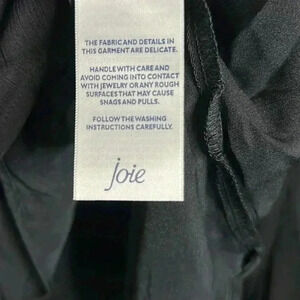 THE FABRIC AND DETAILS IN
THIS GARMENT ARE DELICATE.
HANDLE WITH CARE AND
AVOID COMING INTO CONTACT
WITH JEWELRY OR ANY ROUGH
SURFACES THAT MAY CAUSE
SNAGS AND PULLS.
FOLLOW THE WASHING
INSTRUCTIONS CAREFULLY.
joie